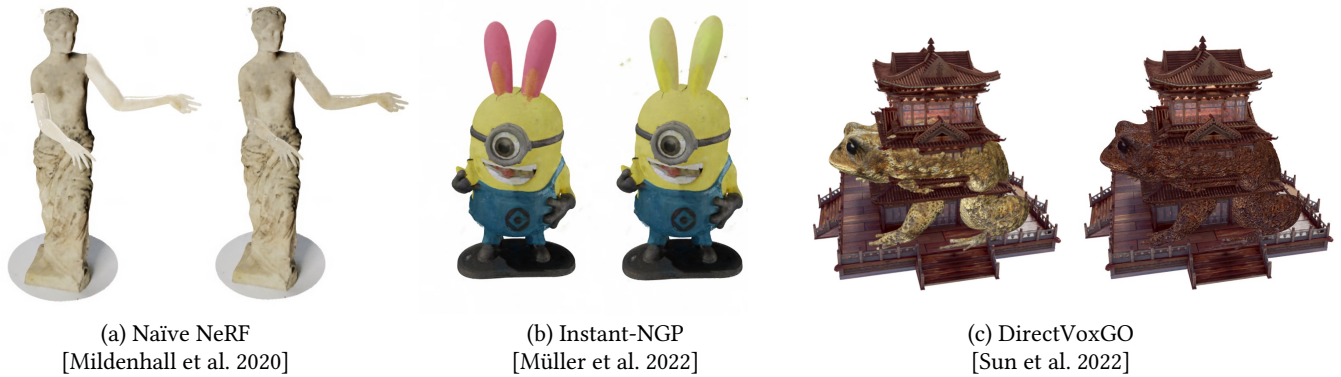 (a) Naïve NeRF
[Mildenhall et al. 2020]
(b) Instant-NGP
[Müller et al. 2022]
(c) DirectVoxGO
[Sun et al. 2022]